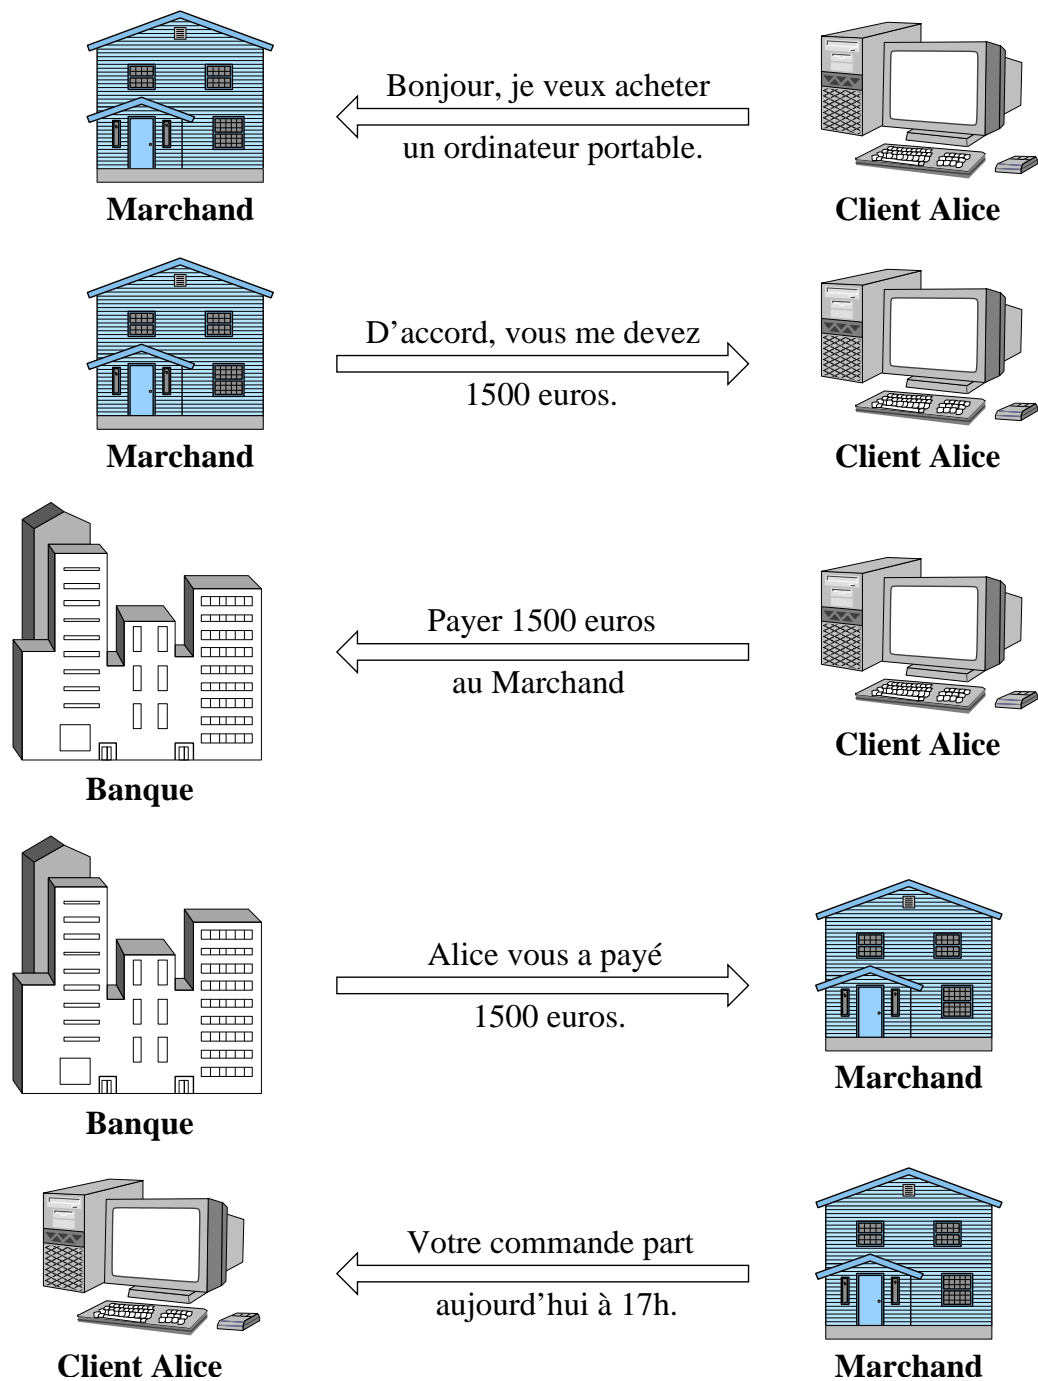 Bonjour, je veux acheter
un ordinateur portable.
Marchand
Client Alice
D’accord, vous me devez
1500 euros.
Marchand
Client Alice
Payer 1500 euros
au Marchand
Client Alice
Banque
Alice vous a payé
1500 euros.
Marchand
Banque
Votre commande part
aujourd’hui à 17h.
Client Alice
Marchand